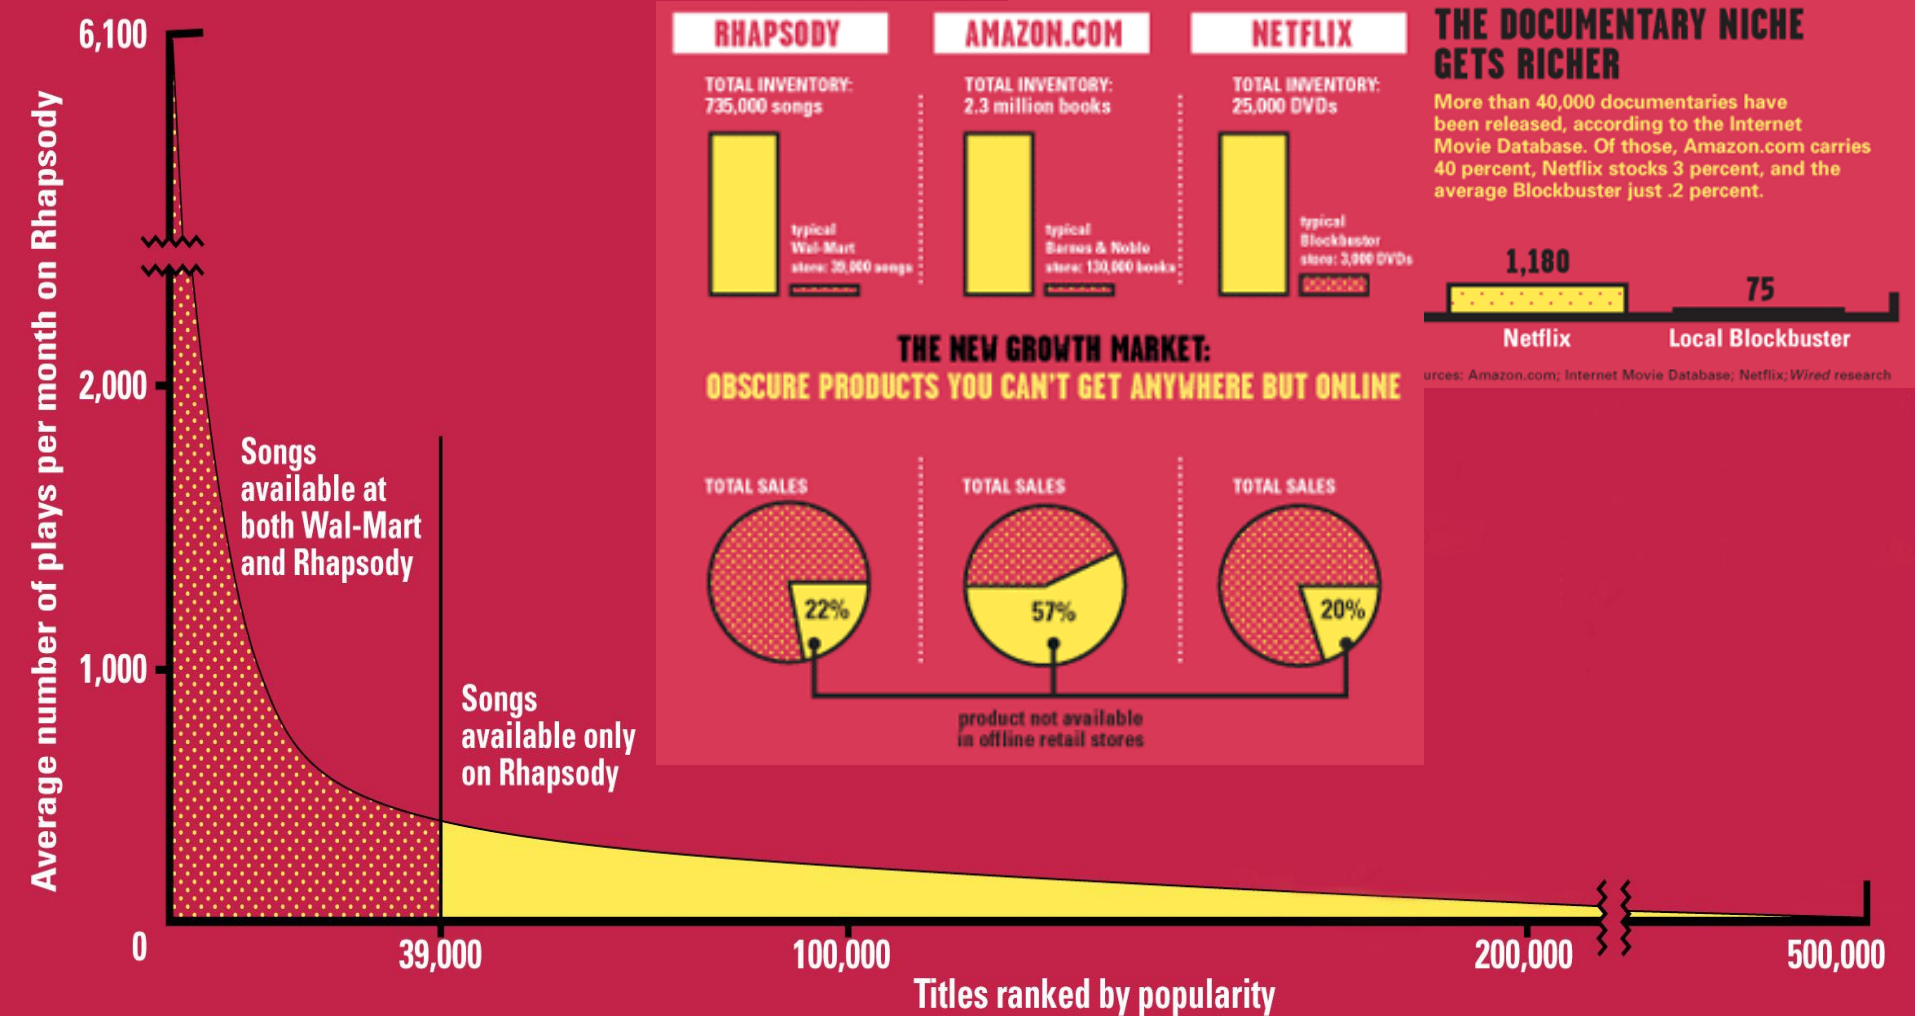 6,100
2,000
1,000
0
Average number of plays per month on Rhapsody
Songs
available at
both Wal-Mart
and Rhapsody
Songs
available only
on Rhapsody
39,000
100,000
200,000
500,000
Titles ranked by popularity
RHAPSODY
TOTAL INVENTORY:
735,000 songs
typical
Wal-Mart
store: 39,000 songs
AMAZON.COM
TOTAL INVENTORY:
2.3 million books
typical
Barnes & Noble
store: 130,000 books
NETFLIX
TOTAL INVENTORY:
25,000 DVDs
typical
Blockbuster
store: 3,000 DVDs
THE NEW GROWTH MARKET:
OBSCURE PRODUCTS YOU CAN'T GET ANYWHERE BUT ONLINE
TOTAL SALES
22%
TOTAL SALES
57%
TOTAL SALES
20%
product not available
in offline retail stores
THE DOCUMENTARY NICHE
GETS RICHER
More than 40,000 documentaries have
been released, according to the Internet
Movie Database. Of those, Amazon.com carries
40 percent, Netflix stocks 3 percent, and the
average Blockbuster just .2 percent.
1,180
75
Netflix
Local Blockbuster
urces: Amazon.com; Internet Movie Database; Netflix; Wired research